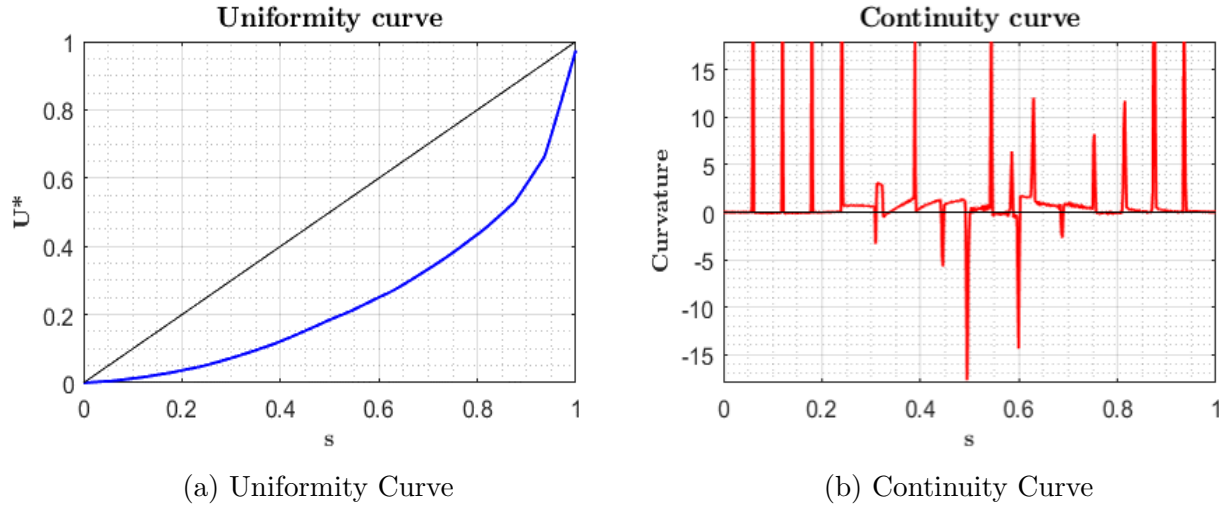 Uniformity curve
1
0.8
0.6
0.4
0.2
0
U*
0 0.2 0.4 0.6 0.8 1
s
(a) Uniformity Curve
Continuity curve
15
10
5
0
-5
-10
-15
Curvature
0 0.2 0.4 0.6 0.8 1
s
(b) Continuity Curve